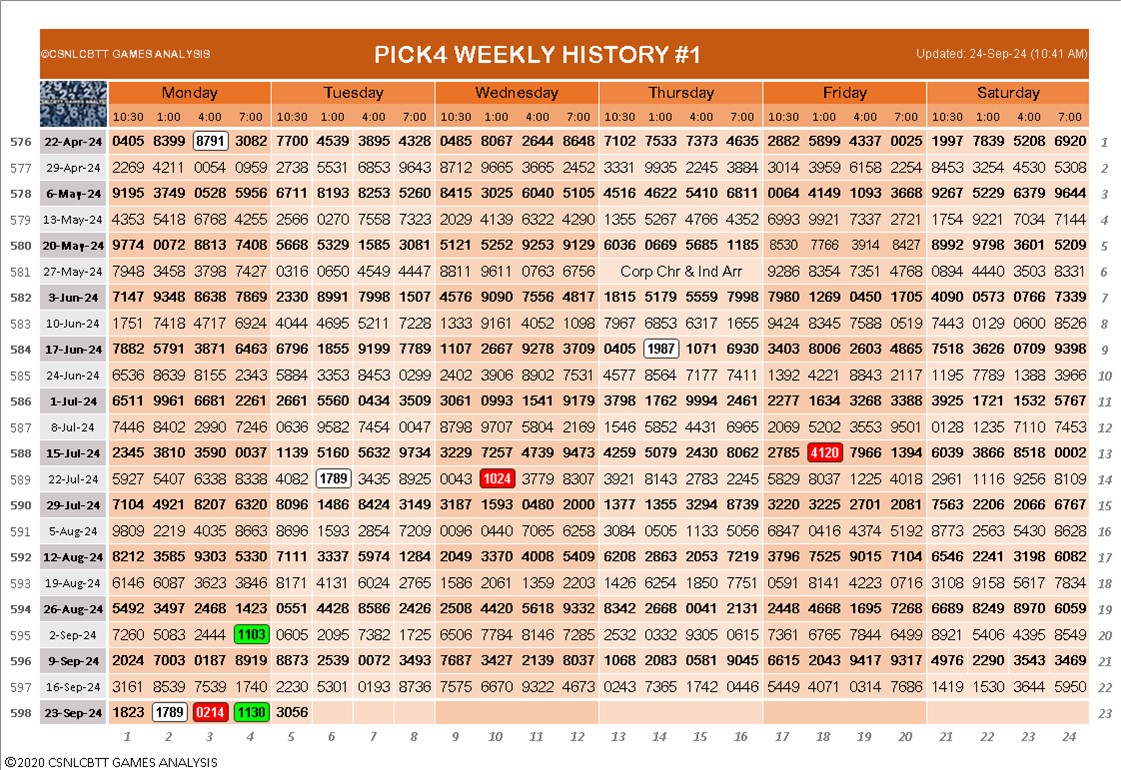 ©CSNLCBTT GAMES ANALYSIS PICK4 WEEKLY HISTORY #1 Updated: 24-Sep-24 (10:41 AM)
Monday Tuesday Wednesday Thursday Friday Saturday
10:30 1:00 4:00 7:00 10:30 1:00 4:00 7:00 10:30 1:00 4:00 7:00 10:30 1:00 4:00 7:00 10:30 1:00 4:00 7:00 10:30 1:00 4:00 7:00
576 22-Apr-24 0405 8399 8791 3082 7700 4539 3895 4328 0485 8067 2644 8648 7102 7533 7373 4635 2882 5899 4337 0025 1997 7839 5208 6920 1
577 29-Apr-24 2269 4211 0054 0959 2738 5531 6853 9643 8712 9665 3665 2452 3331 9935 2245 3884 3014 3959 6158 2254 8453 3254 4530 5308 2
578 6-May-24 9195 3749 0528 5956 6711 8193 8253 5260 8415 3025 6040 5105 4516 4622 5410 6811 0064 4149 1093 3668 9267 5229 6379 9644 3
579 13-May-24 4353 5418 6768 4255 2566 0270 7558 7323 2029 4139 6322 4290 1355 5267 4766 4352 6993 9921 7337 2721 1754 9221 7034 7144 4
580 20-May-24 9774 0072 8813 7408 5668 5329 1585 3081 5121 5252 9253 9129 6036 0669 5685 1185 8530 7766 3914 8427 8992 9798 3601 5209 5
581 27-May-24 7948 3458 3798 7427 0316 0650 4549 4447 8811 9611 0763 6756 Corp Chr & Ind Arr 9286 8354 7351 4768 0894 4440 3503 8331 6
582 3-Jun-24 7147 9348 8638 7869 2330 8991 7998 1507 4576 9090 7556 4817 1815 5179 5559 7998 7980 1269 0450 1705 4090 0573 0766 7339 7
583 10-Jun-24 1751 7418 4717 6924 4044 4695 5211 7228 1333 9161 4052 1098 7967 6853 6317 1655 9424 8345 7588 0519 7443 0129 0600 8526 8
584 17-Jun-24 7882 5791 3871 6463 6796 1855 9199 7789 1107 2667 9278 3709 0405 1987 1071 6930 3403 8006 2603 4865 7518 3626 0709 9398 9
585 24-Jun-24 6536 8639 8155 2343 5884 3353 8453 0299 2402 3906 8902 7531 4577 8564 7177 7411 1392 4221 8843 2117 1195 7789 1388 3966 10
586 1-Jul-24 6511 9961 6681 2261 2661 5560 0434 3509 3061 0993 1541 9179 3798 1762 9994 2461 2277 1634 3268 3388 3925 1721 1532 5767 11
587 8-Jul-24 7446 8402 2990 7246 0636 9582 7454 0047 8798 9707 5804 2169 1546 5852 4431 6965 2069 5202 3553 9501 0128 1235 7110 7453 12
588 15-Jul-24 2345 3810 3590 0037 1139 5160 5632 9734 3229 7257 4739 9473 4259 5079 2430 8062 2785 4120 7966 1394 6039 3866 8518 0002 13
589 22-Jul-24 5927 5407 6338 8338 4082 1789 3435 8925 0043 1024 3779 8307 3921 8143 2783 2245 5829 8037 1225 4018 2961 1116 9256 8109 14
590 29-Jul-24 7104 4921 8207 6320 8096 1486 8424 3149 3187 1593 0480 2000 1377 1355 3294 8739 3220 3225 2701 2081 7563 2206 2066 6767 15
591 5-Aug-24 9809 2219 4035 8663 8696 1593 2854 7209 0096 0440 7065 6258 3084 0505 1133 5056 6847 0416 4374 5192 8773 2563 5430 8628 16
592 12-Aug-24 8212 3585 9303 5330 7111 3337 5974 1284 2049 3370 4008 5409 6208 2863 2053 7219 3796 7525 9015 7104 6546 2241 3198 6082 17
593 19-Aug-24 6146 6087 3623 3846 8171 4131 6024 2765 1586 2061 1359 2203 1426 6254 1850 7751 0591 8141 4223 0716 3108 9158 5617 7834 18
594 26-Aug-24 5492 3497 2468 1423 0551 4428 8586 2426 2508 4420 5618 9332 8342 2668 0041 2131 2448 4668 1695 7268 6689 8249 8970 6059 19
595 2-Sep-24 7260 5083 2444 1103 0605 2095 7382 1725 6506 7784 8146 7285 2532 0332 9305 0615 7361 6765 7844 6499 8921 5406 4395 8549 20
596 9-Sep-24 2024 7003 0187 8919 8873 2539 0072 3493 7687 3427 2139 8037 1068 2083 0581 9045 6615 2043 9417 9317 4976 2290 3543 3469 21
597 16-Sep-24 3161 8539 7539 1740 2230 5301 0193 8736 7575 6670 9322 4673 0243 7365 1742 0446 5449 4071 0314 7686 1419 1530 3644 5950 22
598 23-Sep-24 1823 1789 0214 1130 3056 23
1 2 3 4 5 6 7 8 9 10 11 12 13 14 15 16 17 18 19 20 21 22 23 24
©2020 CSNLCBTT GAMES ANALYSIS